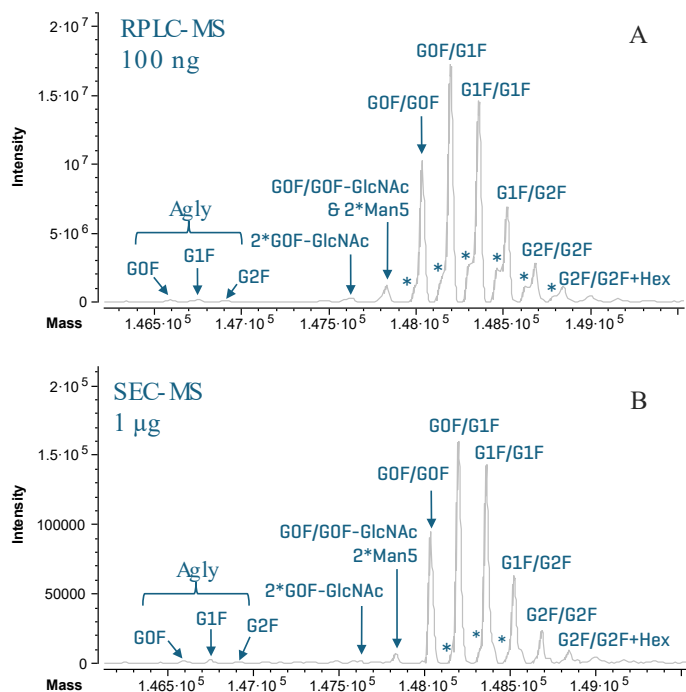 RPLC-MS
100 ng
A
2·10⁷
1.5·10⁷
10⁷
5·10⁶
0
Intensity
G0F/G1F
G0F/G0F
G1F/G1F
G0F/G0F-GlcNAc
& 2*Man5
G1F/G2F
Agly
2*G0F-GlcNAc
G2F/G2F
G0F
G1F
G2F
G2F/G2F+Hex
* * * * * *
Mass
1.465·10⁵
1.47·10⁵
1.475·10⁵
1.48·10⁵
1.485·10⁵
1.49·10⁵
SEC-MS
1 µg
B
2·10⁵
1.5·10⁵
100000
50000
0
Intensity
G0F/G1F
G1F/G1F
G0F/G0F
G0F/G0F-GlcNAc
2*Man5
G1F/G2F
Agly
2*G0F-GlcNAc
G2F/G2F
G0F
G1F
G2F
G2F/G2F+Hex
* * *
Mass
1.465·10⁵
1.47·10⁵
1.475·10⁵
1.48·10⁵
1.485·10⁵
1.49·10⁵